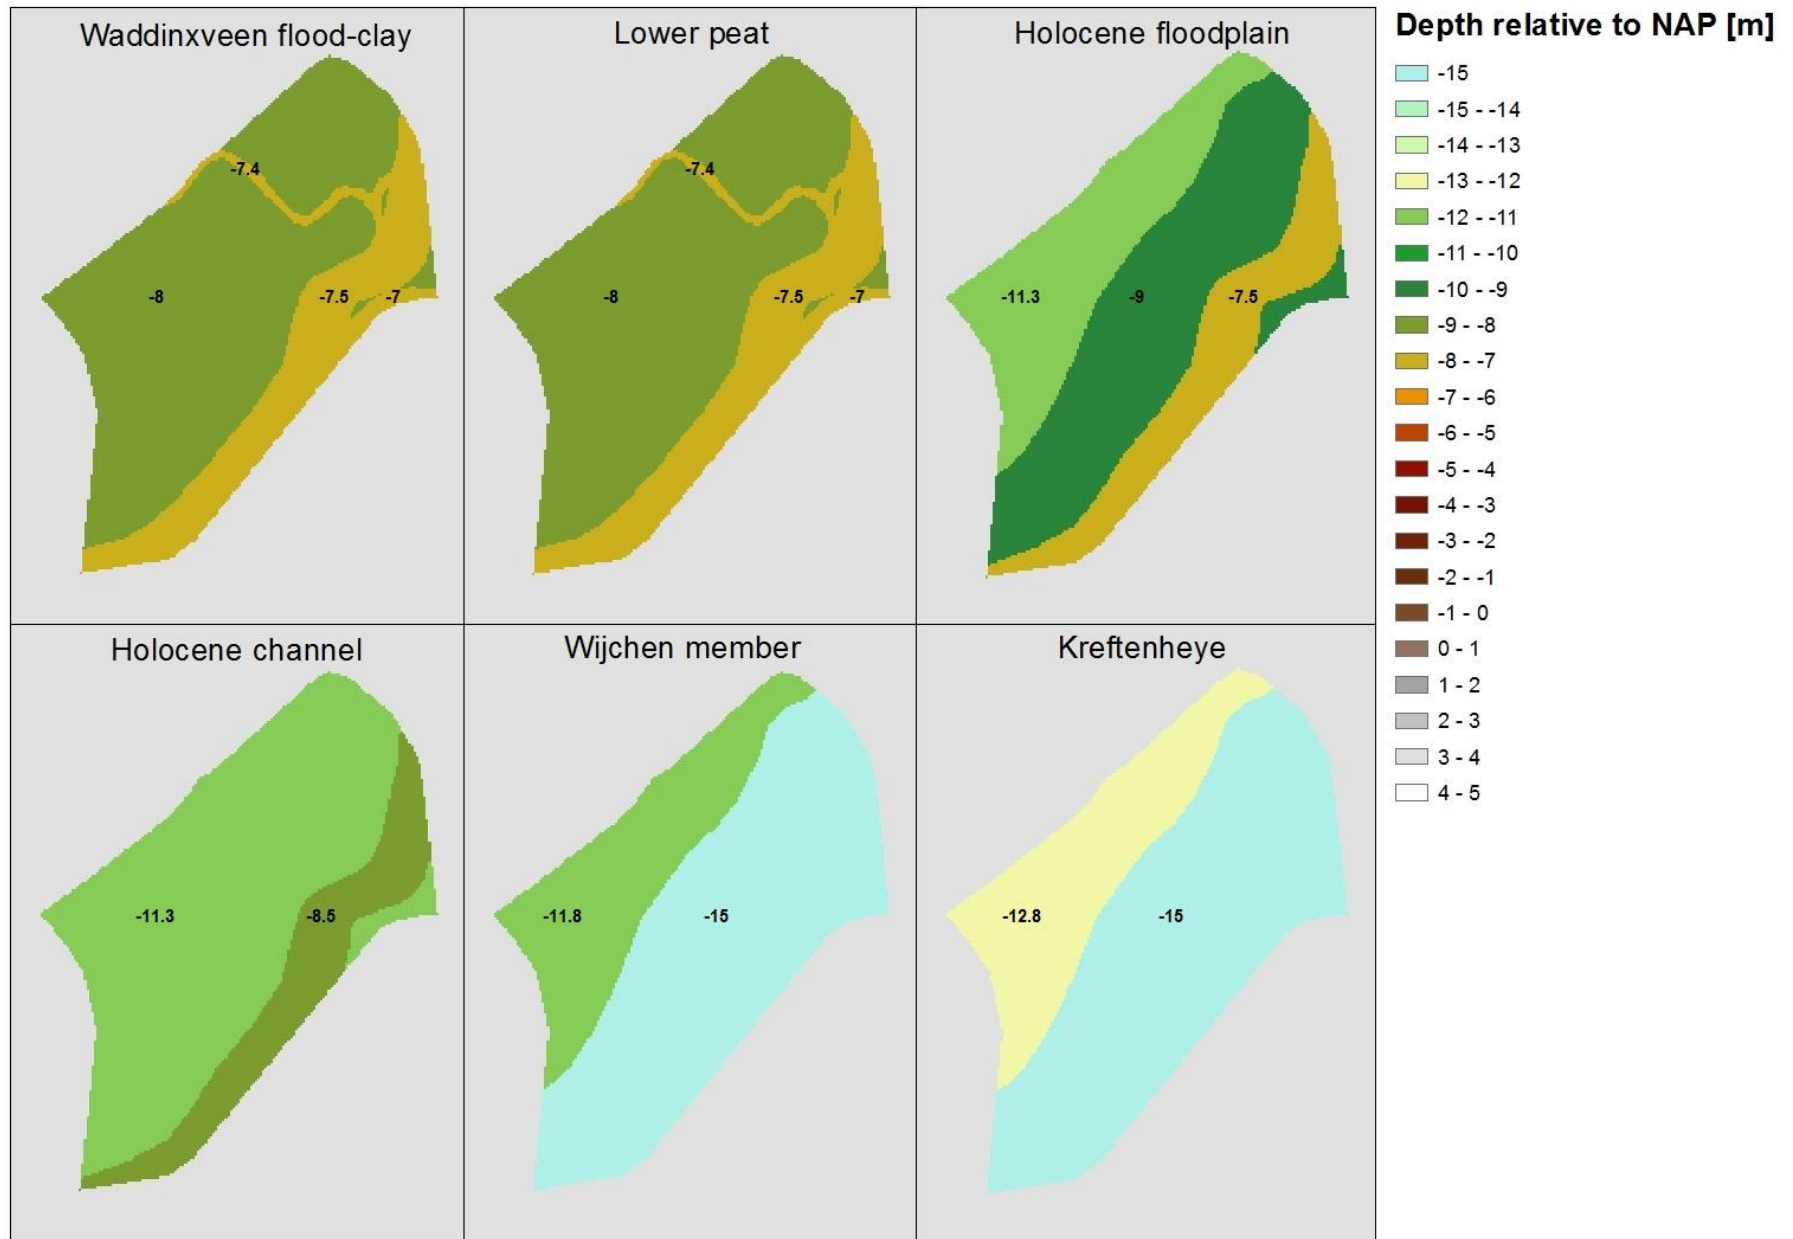 Waddinxveen flood-clay
-7.4
-8
-7.5
-7
Lower peat
-7.4
-8
-7.5
-7
Holocene floodplain
-11.3
-9
-7.5
Holocene channel
-11.3
-8.5
Wijchen member
-11.8
-15
Kreftenheye
-12.8
-15
Depth relative to NAP [m]
-15
-15 - -14
-14 - -13
-13 - -12
-12 - -11
-11 - -10
-10 - -9
-9 - -8
-8 - -7
-7 - -6
-6 - -5
-5 - -4
-4 - -3
-3 - -2
-2 - -1
-1 - 0
0 - 1
1 - 2
2 - 3
3 - 4
4 - 5